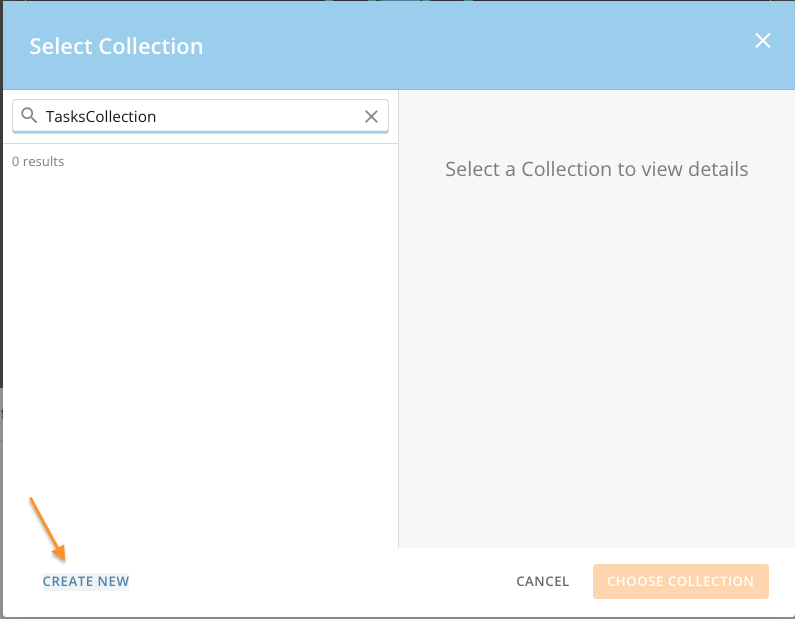 Select Collection
TasksCollection
0 results
Select a Collection to view details
CREATE NEW
CANCEL
CHOOSE COLLECTION